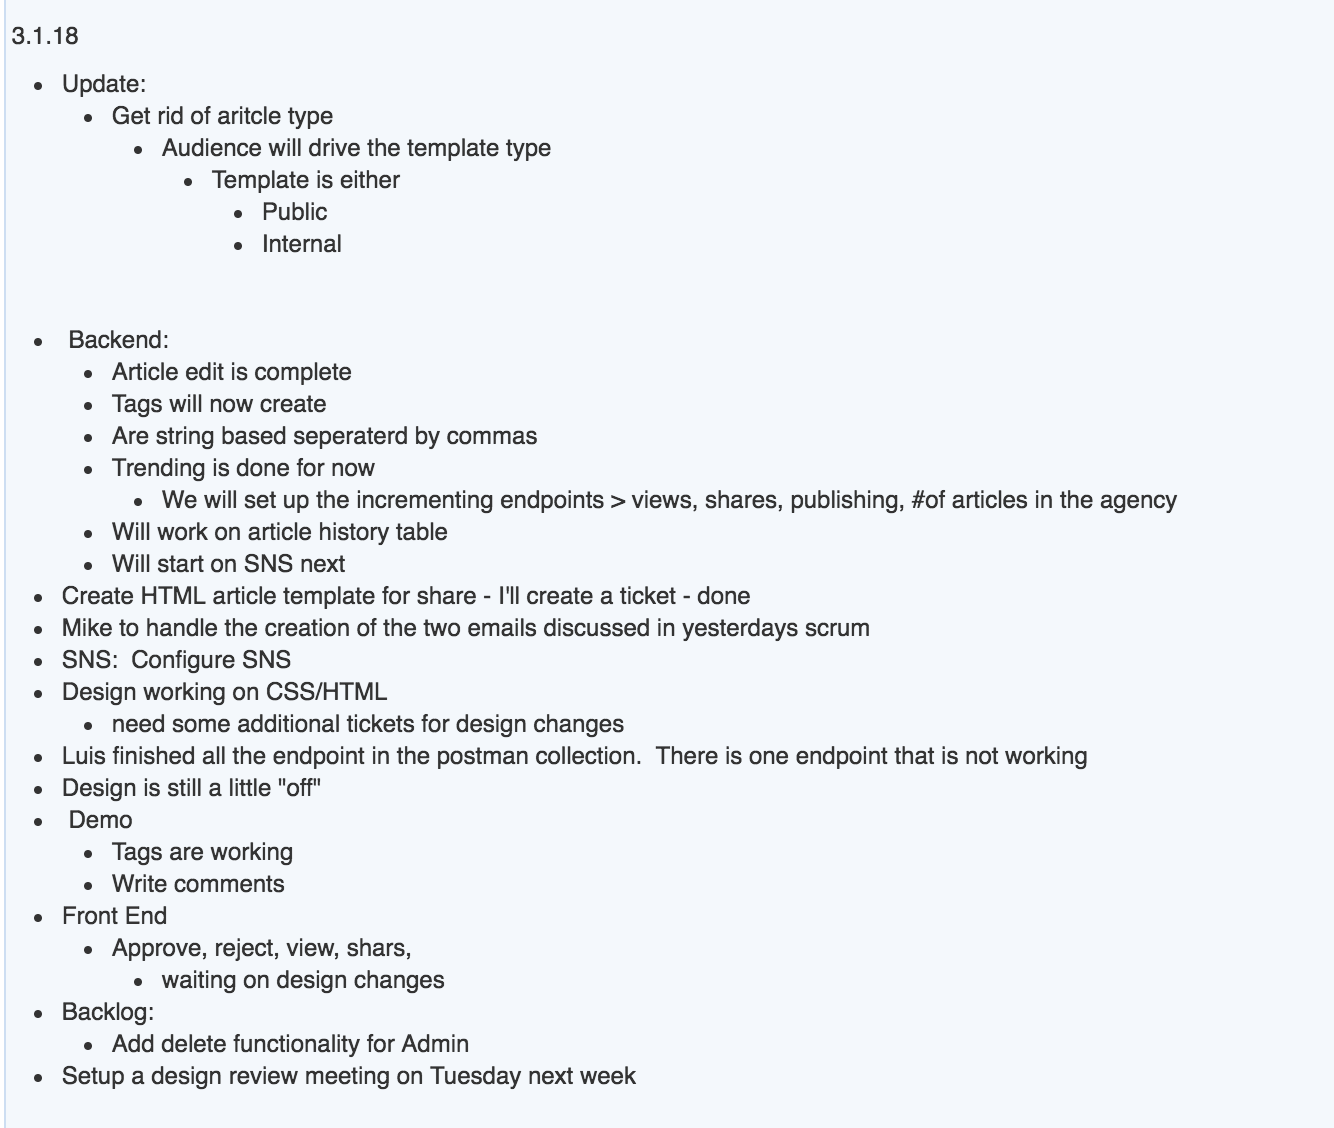 3.1.18
Update:
Get rid of aritcle type
Audience will drive the template type
Template is either
Public
Internal
Backend:
Article edit is complete
Tags will now create
Are string based seperaterd by commas
Trending is done for now
We will set up the incrementing endpoints > views, shares, publishing, #of articles in the agency
Will work on article history table
Will start on SNS next
Create HTML article template for share - I'll create a ticket - done
Mike to handle the creation of the two emails discussed in yesterdays scrum
SNS:  Configure SNS
Design working on CSS/HTML
need some additional tickets for design changes
Luis finished all the endpoint in the postman collection.  There is one endpoint that is not working
Design is still a little "off"
Demo
Tags are working
Write comments
Front End
Approve, reject, view, shars,
waiting on design changes
Backlog:
Add delete functionality for Admin
Setup a design review meeting on Tuesday next week